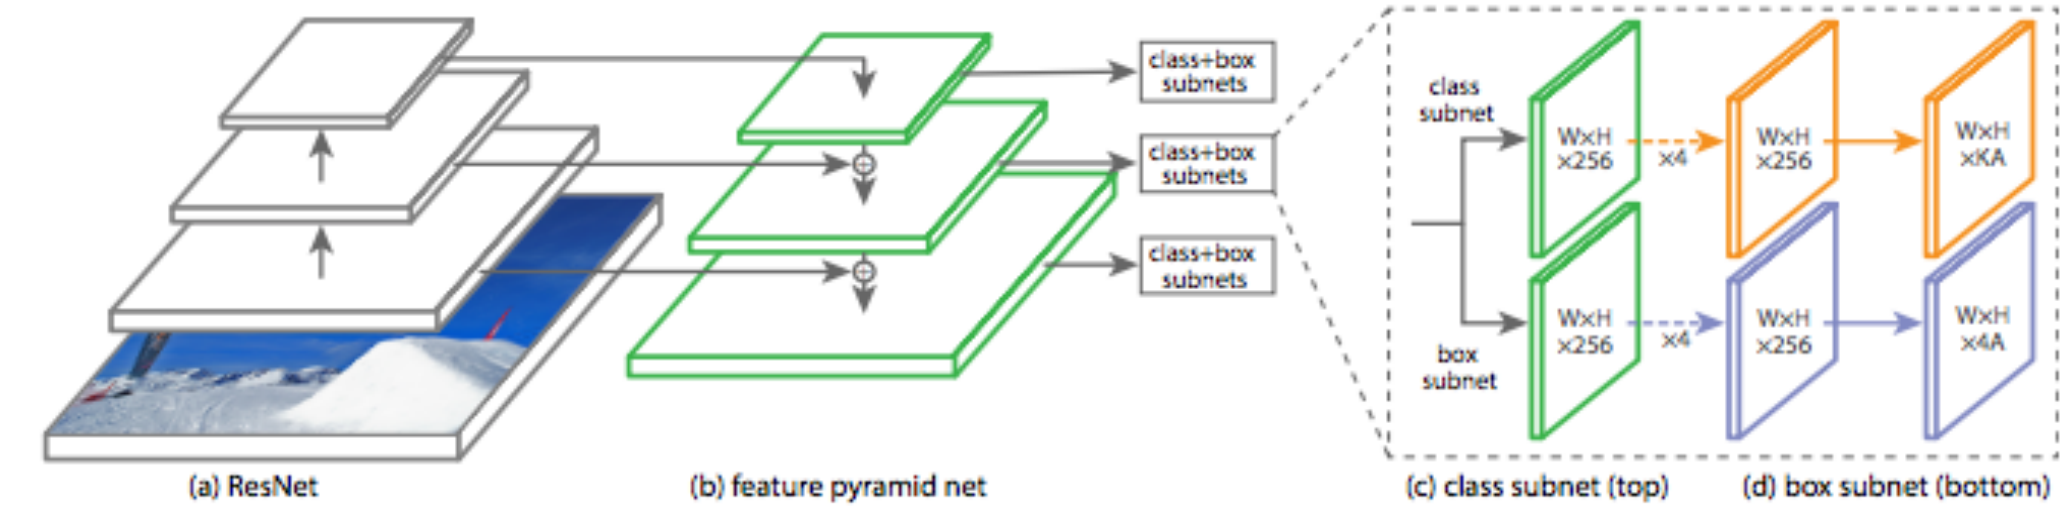 class+box
subnets
class+box
subnets
class+box
subnets
class
subnet
W×H
×256
×4
W×H
×256
W×H
×KA
box
subnet
W×H
×256
×4
W×H
×256
W×H
×4A
(a) ResNet
(b) feature pyramid net
(c) class subnet (top)
(d) box subnet (bottom)